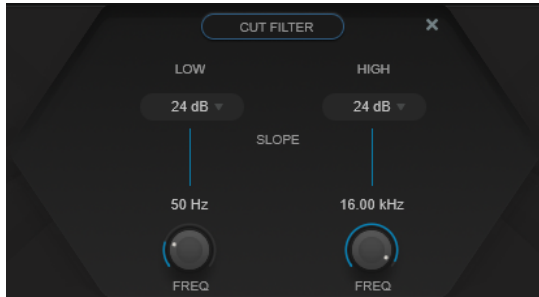 CUT FILTER
LOW HIGH
24 dB 24 dB
SLOPE
50 Hz 16.00 kHz
FREQ FREQ